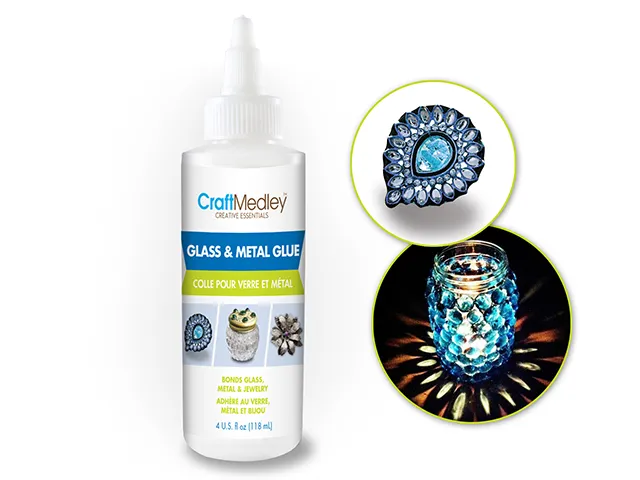 CraftMedley™
CREATIVE ESSENTIALS
GLASS & METAL GLUE
COLLE POUR VERRE ET MÉTAL
BONDS GLASS,
METAL & JEWELRY
ADHÈRE AU VERRE,
MÉTAL ET BIJOU
4 U.S. fl oz (118 mL)